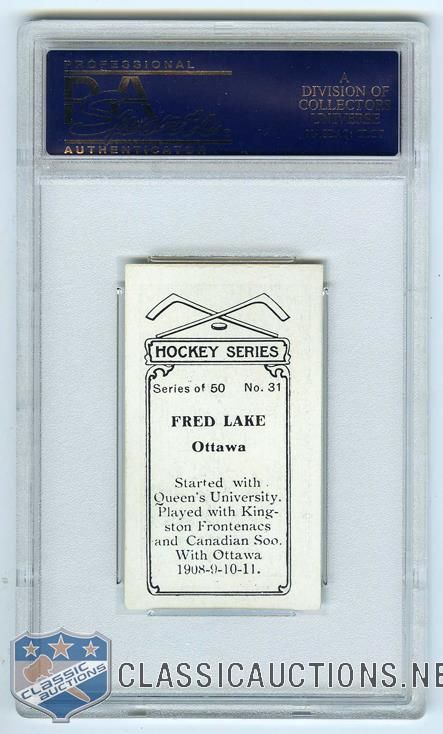 PROFESSIONAL
PSA
Sports
AUTHENTICATOR
A
DIVISION OF
COLLECTORS
UNIVERSE
HOCKEY SERIES
Series of 50 No. 31
FRED LAKE
Ottawa
Started with
Queen's University.
Played with King-
ston Frontenacs
and Canadian Soo.
With Ottawa
1908-9-10-11.
CLASSIC
AUCTIONS
CLASSICAUCTIONS.NE